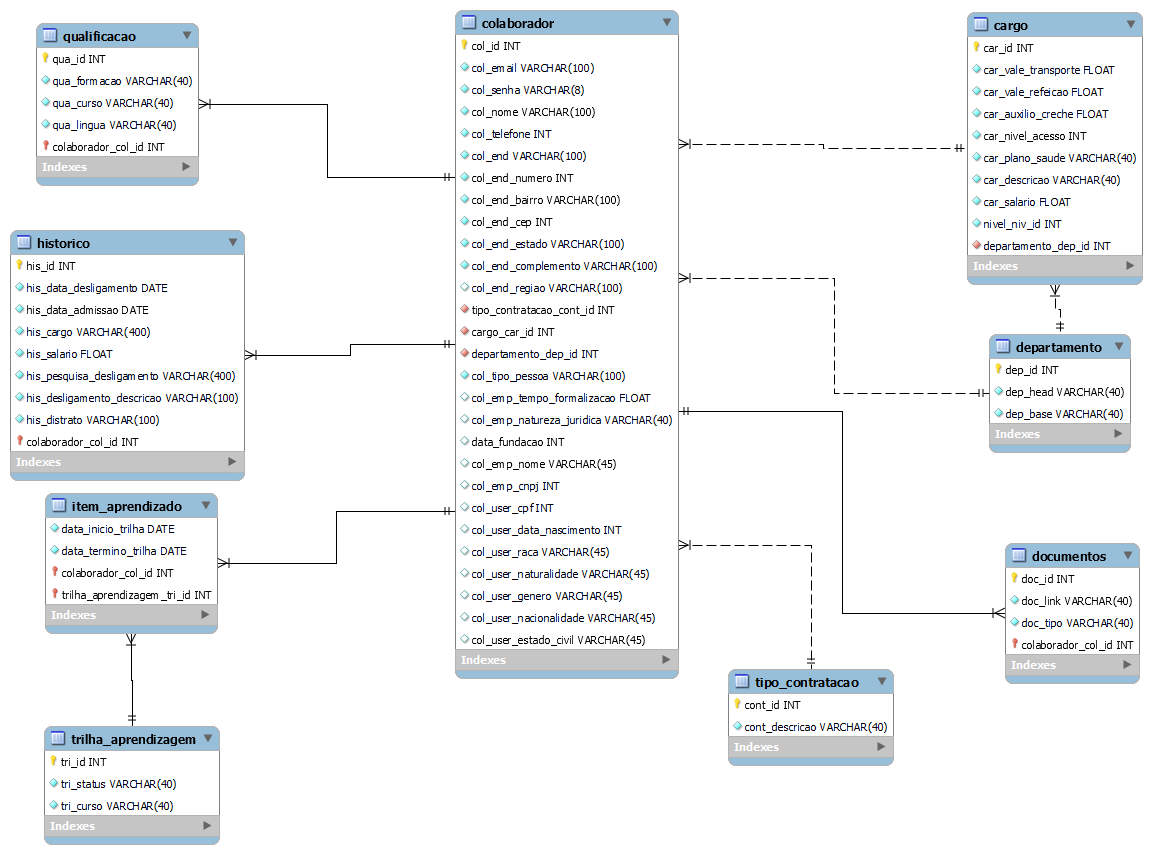 qualificacao
qua_id INT
qua_formacao VARCHAR(40)
qua_curso VARCHAR(40)
qua_lingua VARCHAR(40)
colaborador_col_id INT
Indexes
historico
his_id INT
his_data_desligamento DATE
his_data_admissao DATE
his_cargo VARCHAR(400)
his_salario FLOAT
his_pesquisa_desligamento VARCHAR(400)
his_desligamento_descricao VARCHAR(100)
his_distrato VARCHAR(100)
colaborador_col_id INT
Indexes
item_aprendizado
data_inicio_trilha DATE
data_termino_trilha DATE
colaborador_col_id INT
trilha_aprendizagem_tri_id INT
Indexes
trilha_aprendizagem
tri_id INT
tri_status VARCHAR(40)
tri_curso VARCHAR(40)
Indexes
colaborador
col_id INT
col_email VARCHAR(100)
col_senha VARCHAR(8)
col_nome VARCHAR(100)
col_telefone INT
col_end VARCHAR(100)
col_end_numero INT
col_end_bairro VARCHAR(100)
col_end_cep INT
col_end_estado VARCHAR(100)
col_end_complemento VARCHAR(100)
col_end_regiao VARCHAR(100)
tipo_contratacao_cont_id INT
cargo_car_id INT
departamento_dep_id INT
col_tipo_pessoa VARCHAR(100)
col_emp_tempo_formalizacao FLOAT
col_emp_natureza_juridica VARCHAR(40)
data_fundacao INT
col_emp_nome VARCHAR(45)
col_emp_cnpj INT
col_user_cpf INT
col_user_data_nascimento INT
col_user_raca VARCHAR(45)
col_user_naturalidade VARCHAR(45)
col_user_genero VARCHAR(45)
col_user_nacionalidade VARCHAR(45)
col_user_estado_civil VARCHAR(45)
Indexes
cargo
car_id INT
car_vale_transporte FLOAT
car_vale_refeicao FLOAT
car_auxilio_creche FLOAT
car_nivel_acesso INT
car_plano_saude VARCHAR(40)
car_descricao VARCHAR(40)
car_salario FLOAT
nivel_niv_id INT
departamento_dep_id INT
Indexes
departamento
dep_id INT
dep_head VARCHAR(40)
dep_base VARCHAR(40)
Indexes
documentos
doc_id INT
doc_link VARCHAR(40)
doc_tipo VARCHAR(40)
colaborador_col_id INT
Indexes
tipo_contratacao
cont_id INT
cont_descricao VARCHAR(40)
Indexes